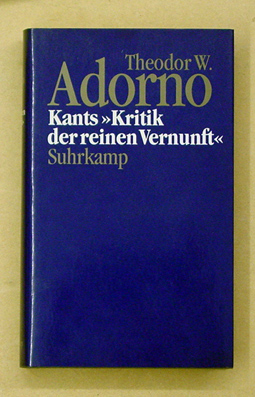 Theodor W.
Adorno
Kants »Kritik
der reinen Vernunft«
Suhrkamp